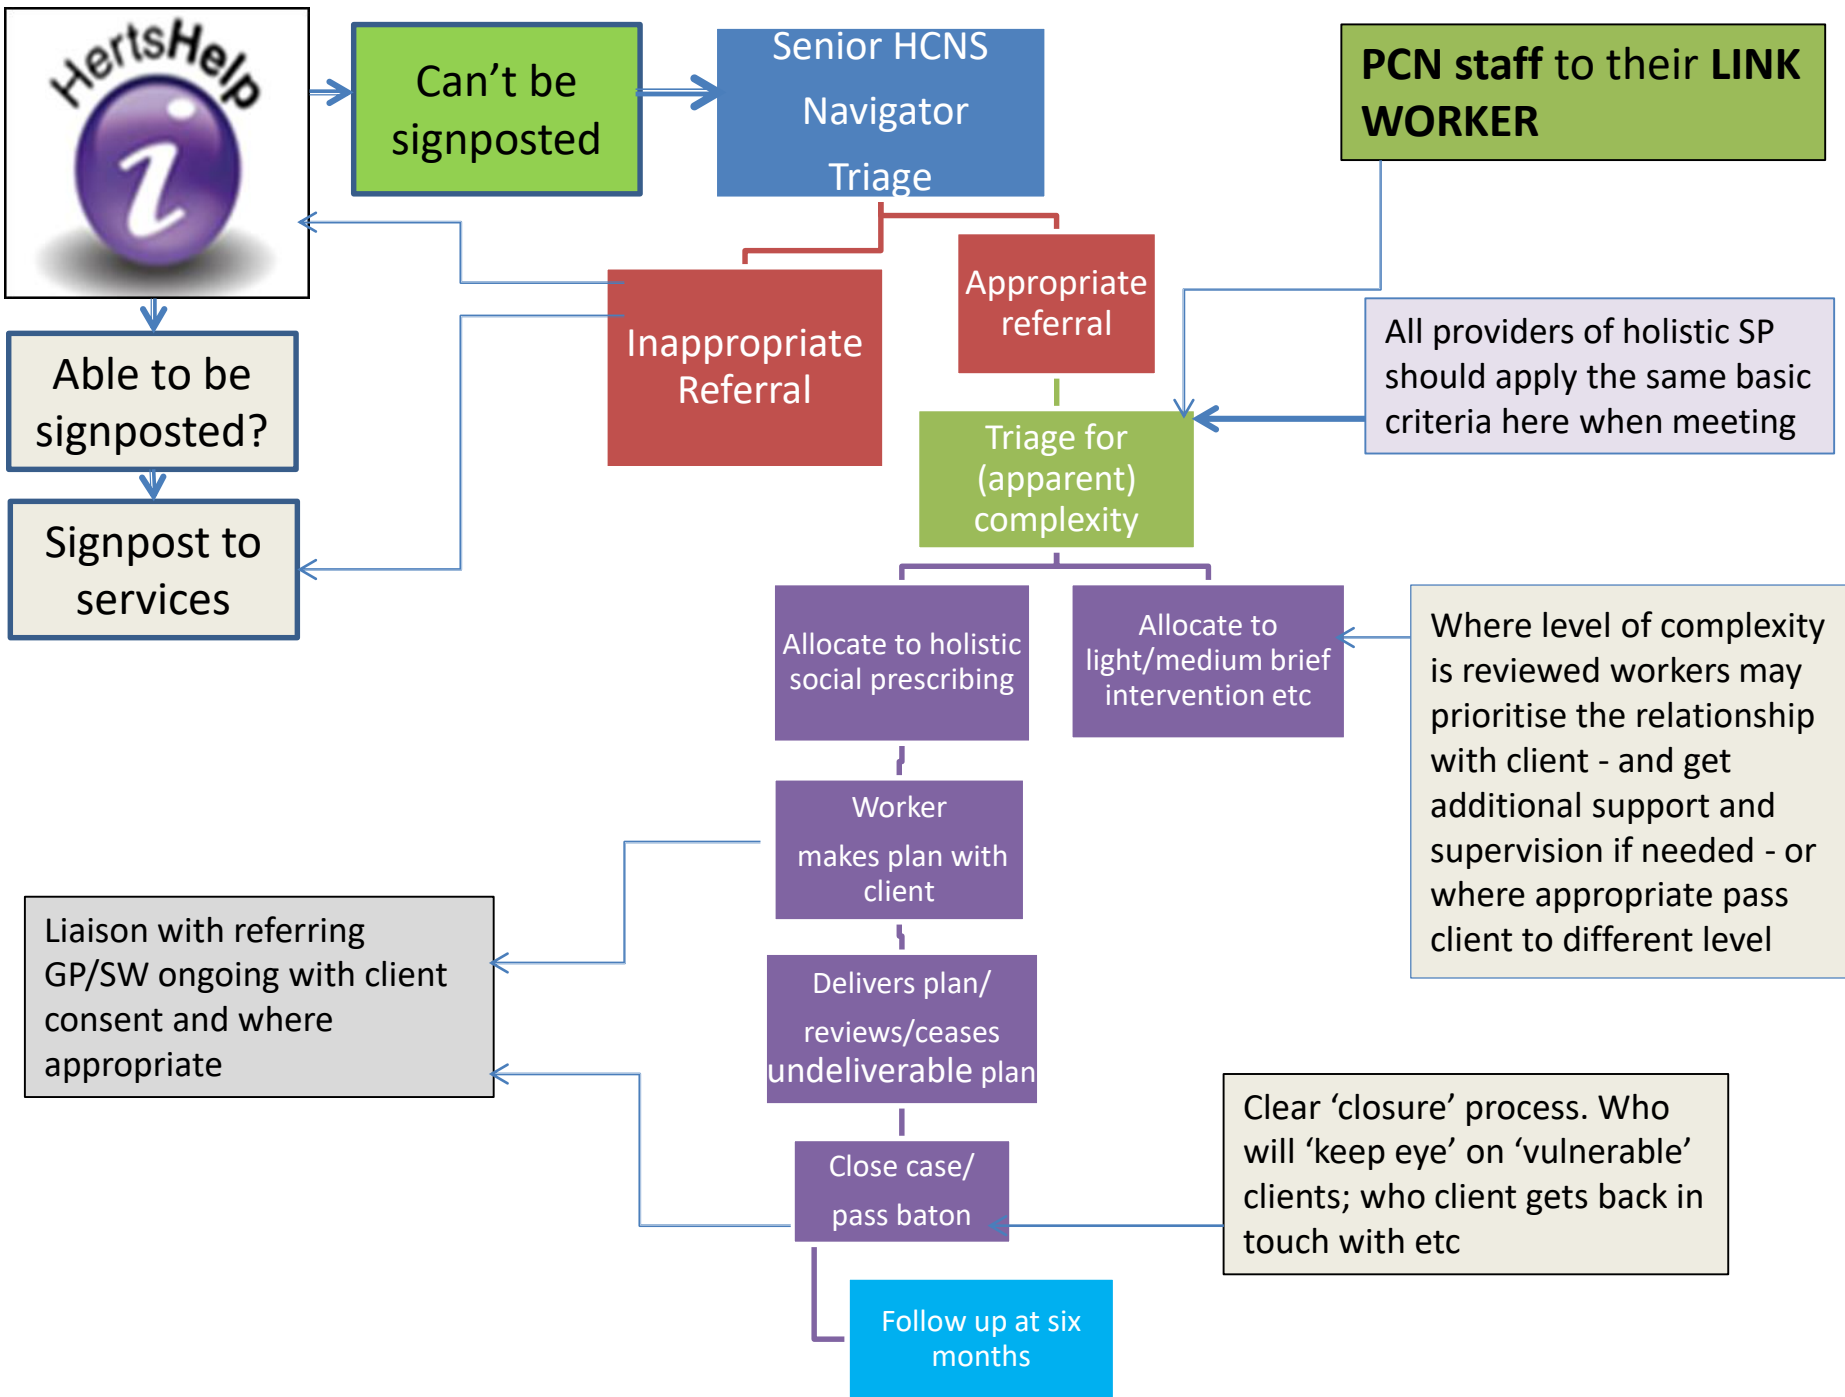 HertsHelp
i
Can’t be
signposted
Senior HCNS
Navigator
Triage
PCN staff to their LINK
WORKER
Able to be
signposted?
Signpost to
services
Inappropriate
Referral
Appropriate
referral
All providers of holistic SP
should apply the same basic
criteria here when meeting
Triage for
(apparent)
complexity
Allocate to holistic
social prescribing
Allocate to
light/medium brief
intervention etc
Where level of complexity
is reviewed workers may
prioritise the relationship
with client - and get
additional support and
supervision if needed - or
where appropriate pass
client to different level
Worker
makes plan with
client
Liaison with referring
GP/SW ongoing with client
consent and where
appropriate
Delivers plan/
reviews/ceases
undeliverable plan
Close case/
pass baton
Clear ‘closure’ process. Who
will ‘keep eye’ on ‘vulnerable’
clients; who client gets back in
touch with etc
Follow up at six
months